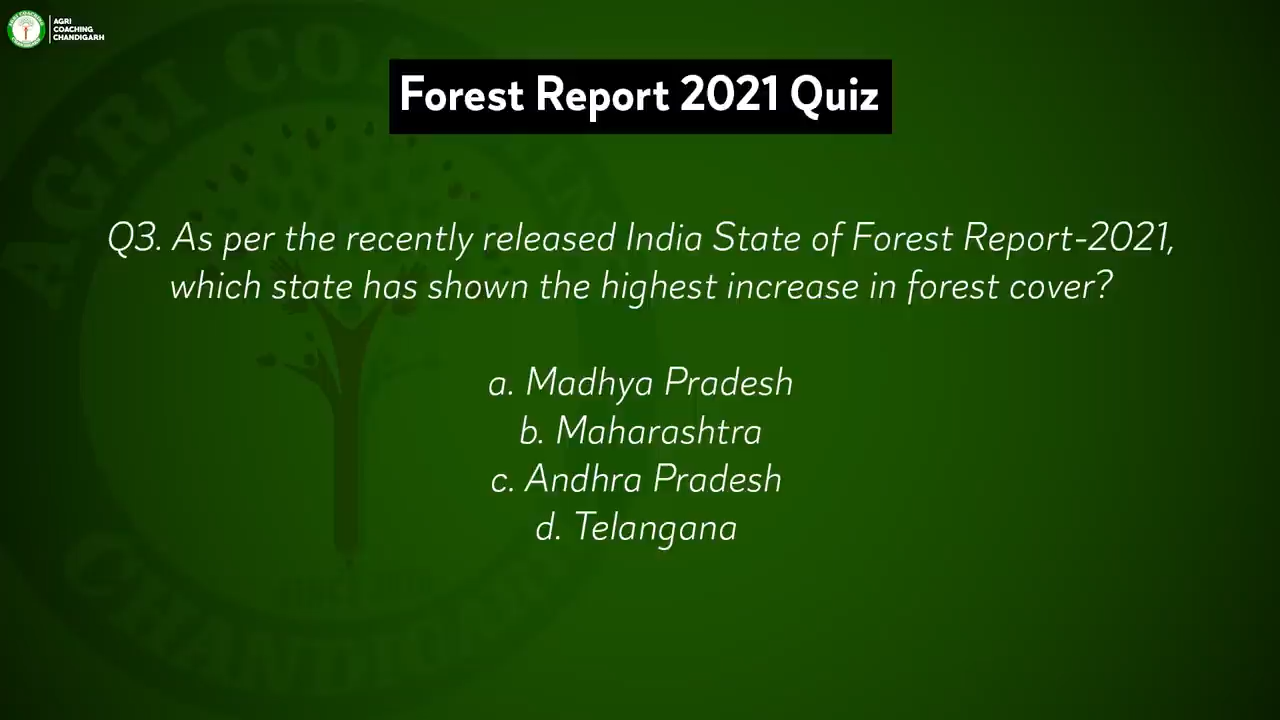 AGRI
COACHING
CHANDIGARH
Forest Report 2021 Quiz
Q3. As per the recently released India State of Forest Report-2021,
which state has shown the highest increase in forest cover?
a. Madhya Pradesh
b. Maharashtra
c. Andhra Pradesh
d. Telangana